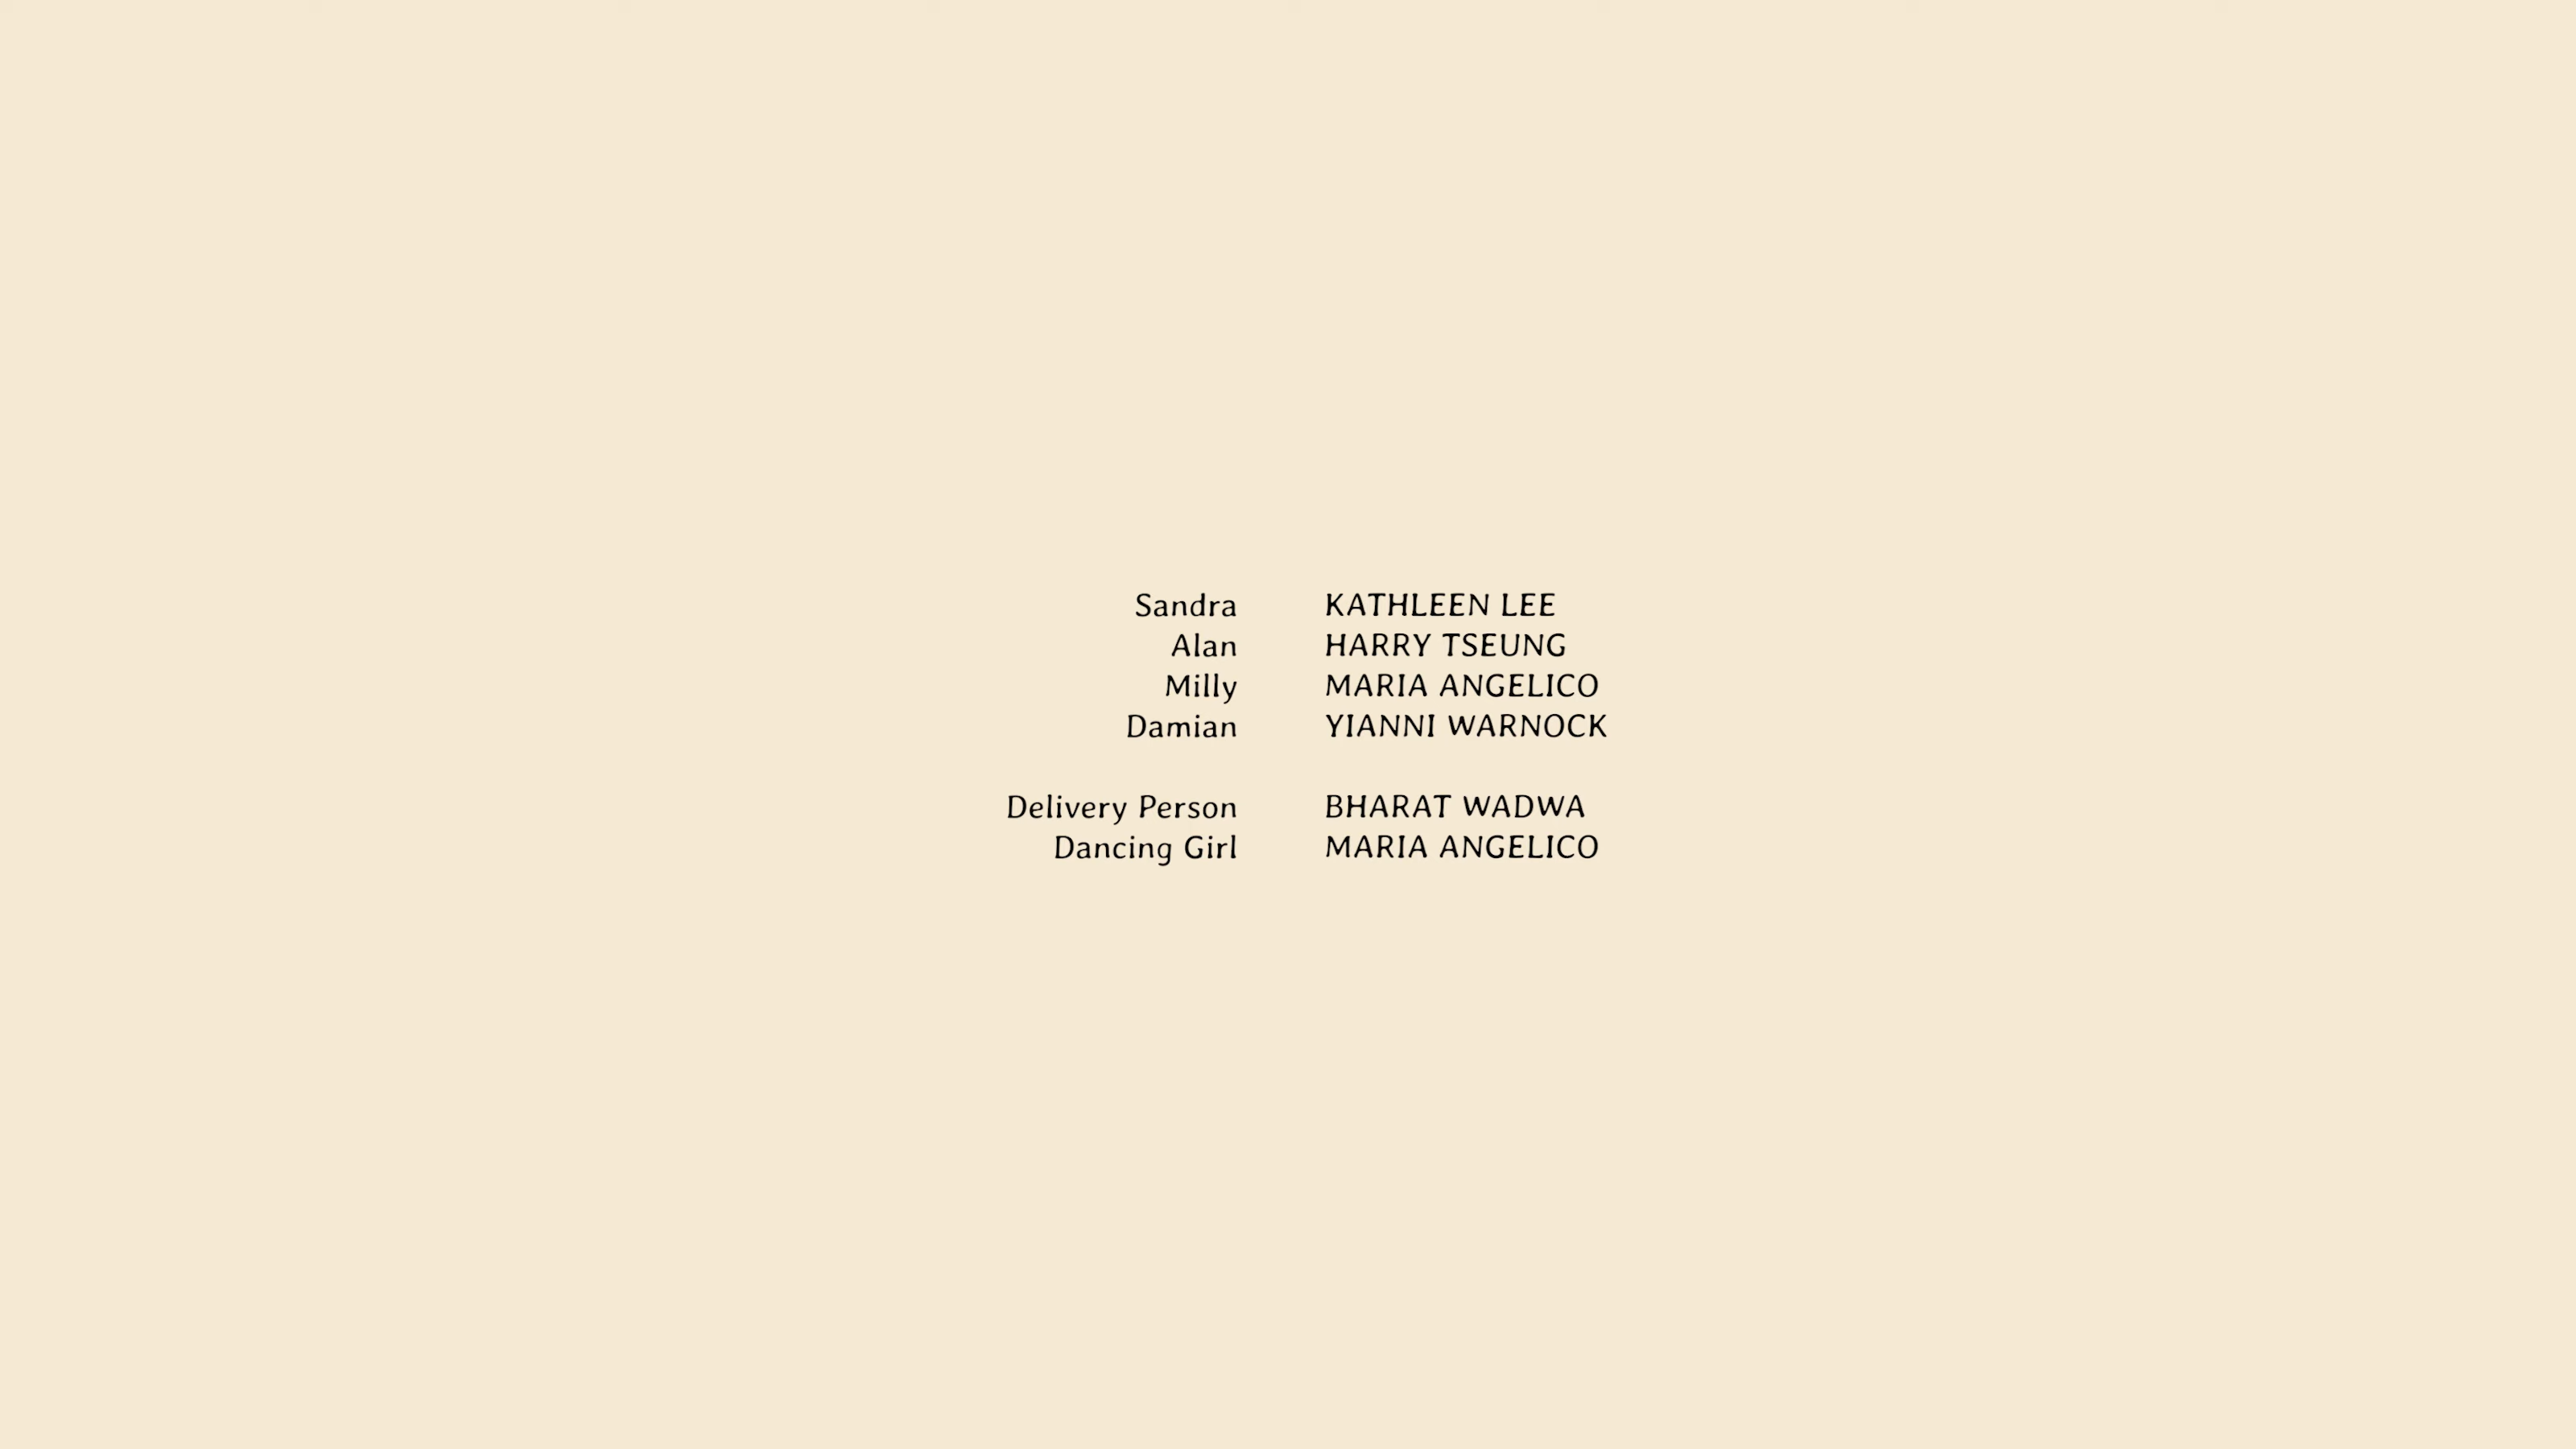 Sandra KATHLEEN LEE
Alan HARRY TSEUNG
Milly MARIA ANGELICO
Damian YIANNI WARNOCK
Delivery Person BHARAT WADWA
Dancing Girl MARIA ANGELICO